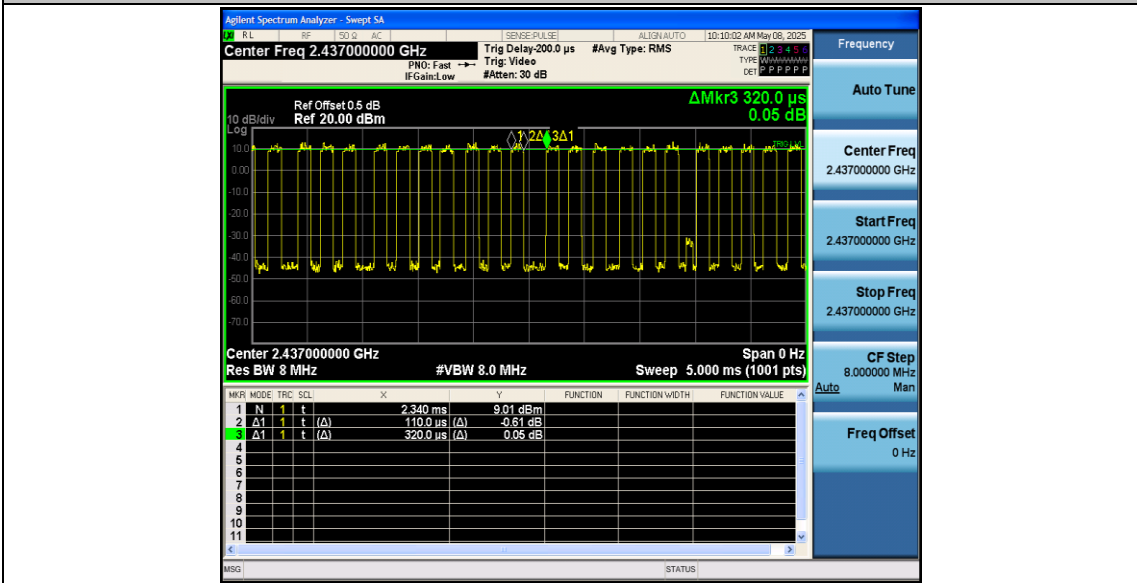 Agilent Spectrum Analyzer - Swept SA
LXI RL RF 50 Ω AC SENSE:PULSE ALIGNAUTO 10:10:02 AM May 08, 2025
Center Freq 2.437000000 GHz Trig Delay-200.0 µs #Avg Type: RMS TRACE 1 2 3 4 5 6
PNO: Fast Trig: Video TYPE WWWWWW
IFGain:Low #Atten: 30 dB DET P P P P P P
ΔMkr3 320.0 µs
0.05 dB
Ref Offset 0.5 dB
10 dB/div Ref 20.00 dBm
Log
1 2Δ1 3Δ1
10.0
0.00
-10.0
-20.0
-30.0
-40.0
-50.0
-60.0
-70.0
Center 2.437000000 GHz Span 0 Hz
Res BW 8 MHz #VBW 8.0 MHz Sweep 5.000 ms (1001 pts)
MKR MODE TRC SCL X Y FUNCTION FUNCTION WIDTH FUNCTION VALUE
1 N 1 t 2.340 ms 9.01 dBm
2 Δ1 1 t (Δ) 110.0 µs (Δ) -0.61 dB
3 Δ1 1 t (Δ) 320.0 µs (Δ) 0.05 dB
4
5
6
7
8
9
10
11
MSG STATUS
Frequency
Auto Tune
Center Freq
2.437000000 GHz
Start Freq
2.437000000 GHz
Stop Freq
2.437000000 GHz
CF Step
8.000000 MHz
Auto Man
Freq Offset
0 Hz